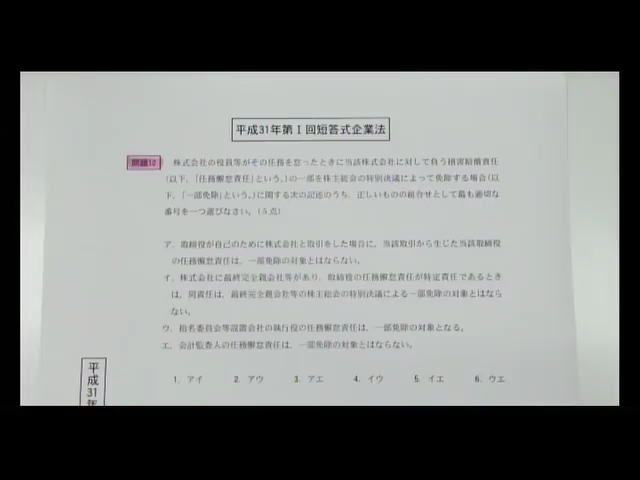 平成31年第Ⅰ回短答式企業法
問題10 株式会社の役員等がその任務を怠ったときに当該株式会社に対して負う損害賠償責任
(以下,「任務懈怠責任」という。)の一部を株主総会の特別決議によって免除する場合(以
下,「一部免除」という。)に関する次の記述のうち,正しいものの組合せとして最も適切な
番号を一つ選びなさい。(5点)
ア.取締役が自己のために株式会社と取引をした場合に,当該取引から生じた当該取締役
の任務懈怠責任は,一部免除の対象とはならない。
イ.株式会社に最終完全親会社等があり,取締役の任務懈怠責任が特定責任であるとき
は,同責任は,最終完全親会社等の株主総会の特別決議による一部免除の対象とはなら
ない。
ウ.指名委員会等設置会社の執行役の任務懈怠責任は,一部免除の対象となる。
エ.会計監査人の任務懈怠責任は,一部免除の対象とはならない。
1.アイ 2.アウ 3.アエ 4.イウ 5.イエ 6.ウエ
平成31年